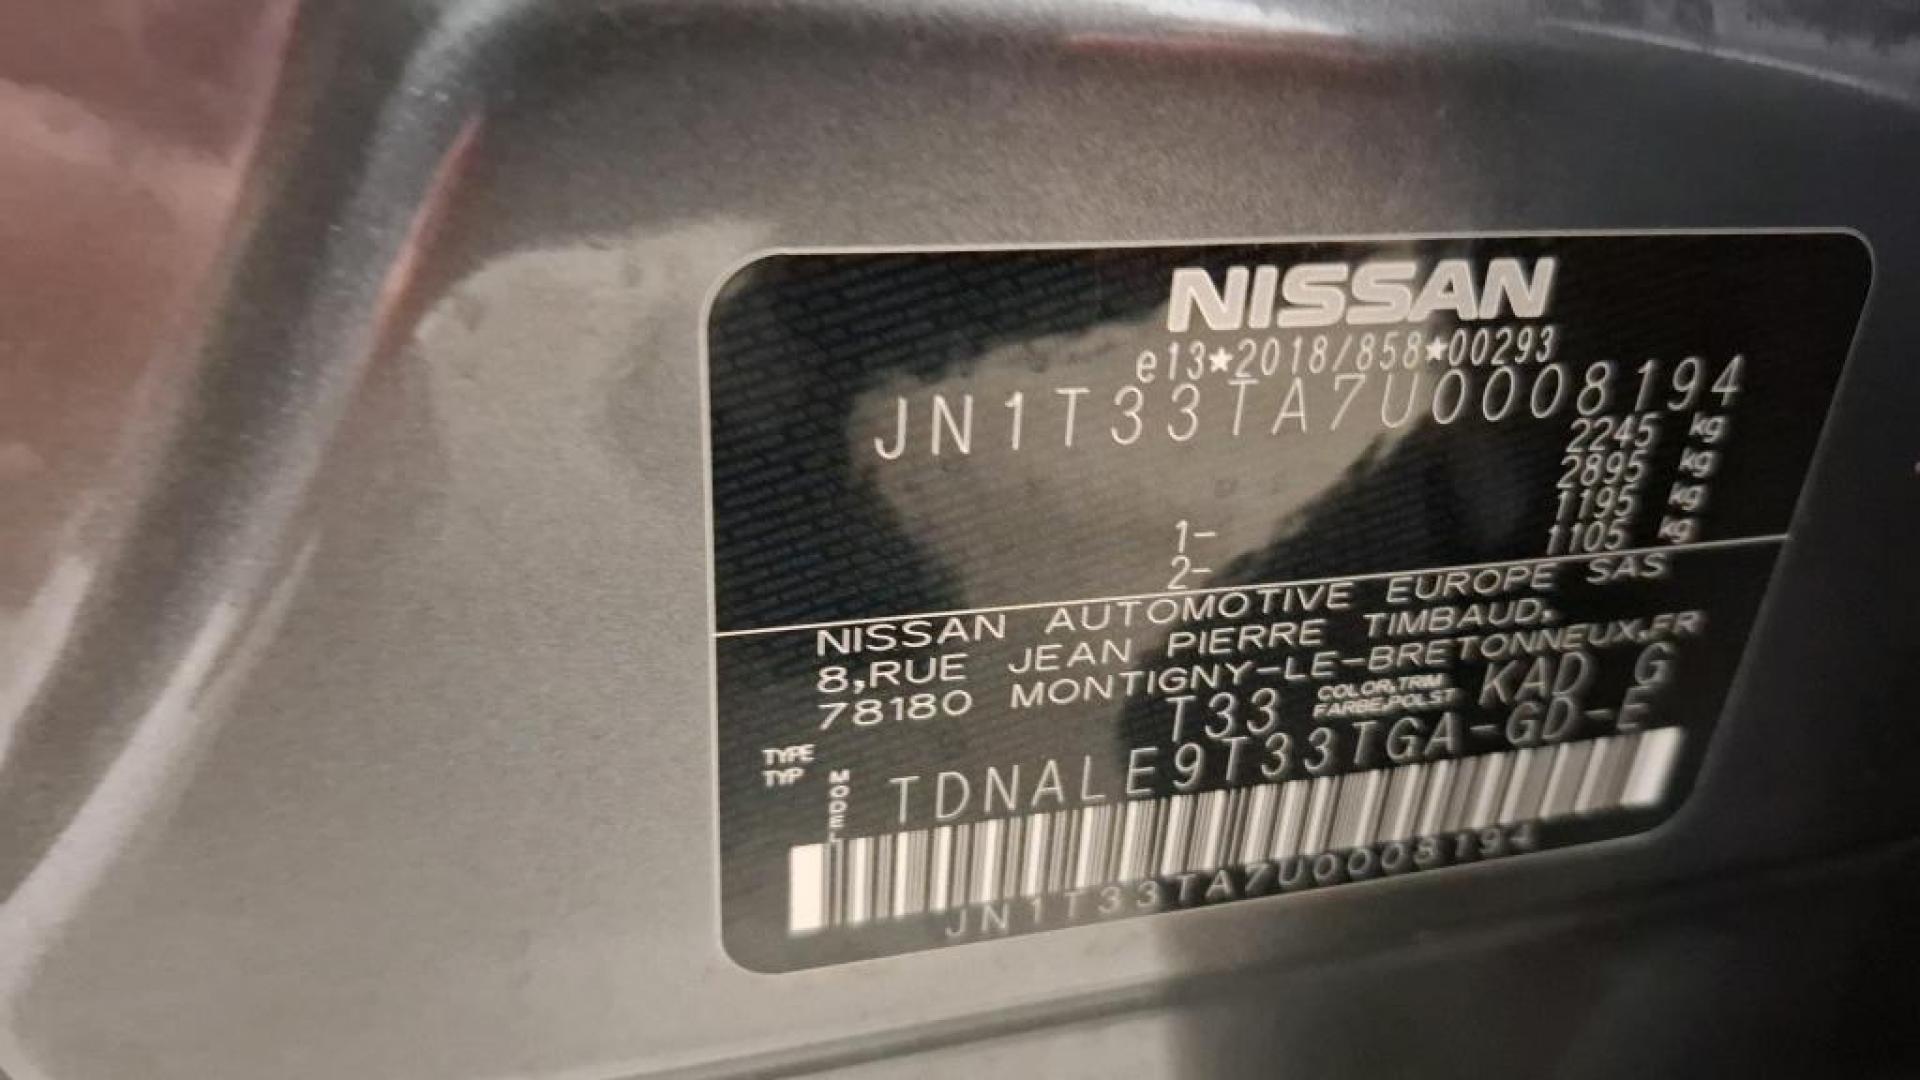 NISSAN
e13★2018/858★00293
JN1T33TA7U0008194
2245 kg
2895 kg
1- 1195 kg
2- 1105 kg
NISSAN AUTOMOTIVE EUROPE SAS
8,RUE JEAN PIERRE TIMBAUD,
78180 MONTIGNY-LE-BRETONNEUX,FR
TYPE
TYP
T33
COLOR,TRIM
FARBE,POLST
KAD G
MODEL
TDNALE9T33TGA-GD-E
JN1T33TA7U0008194